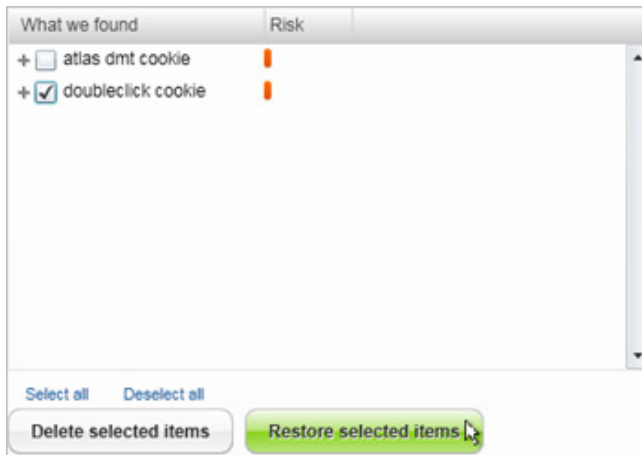 What we found Risk
atlas dmt cookie
doubleclick cookie
Select all Deselect all
Delete selected items Restore selected items